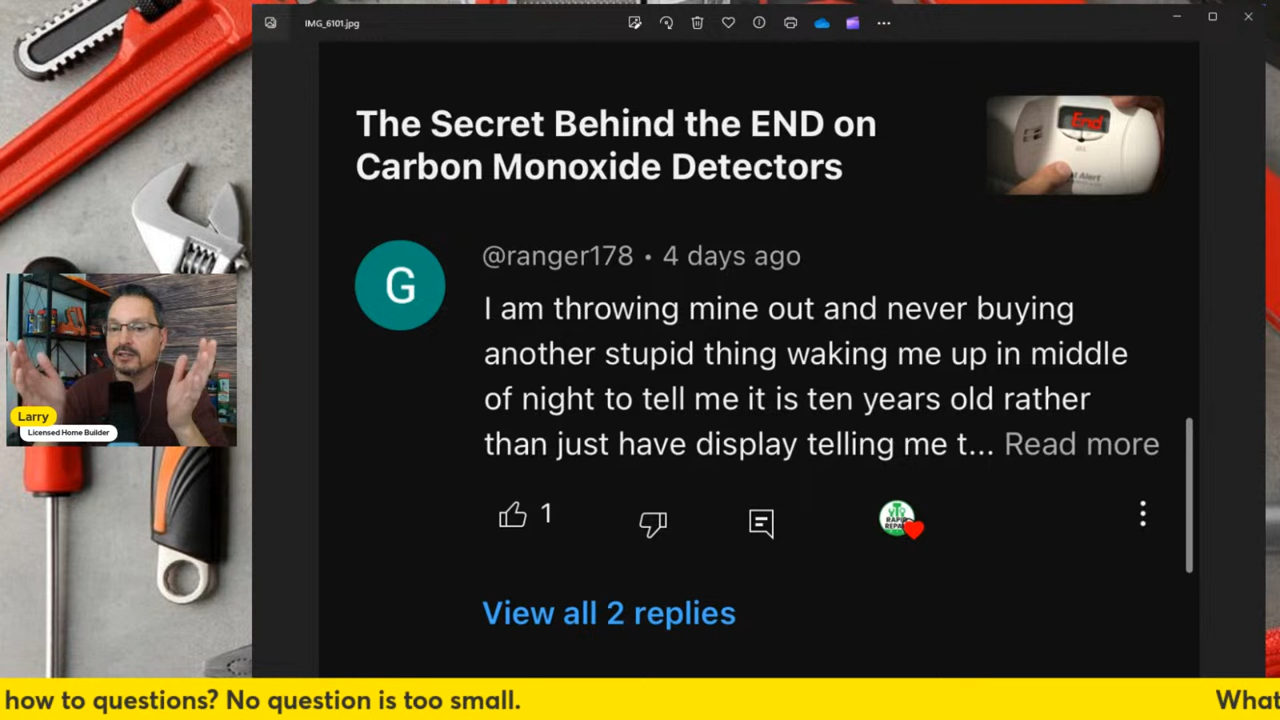 IMG_6101.jpg
The Secret Behind the END on
Carbon Monoxide Detectors
End
Alert
G
@ranger178 • 4 days ago
I am throwing mine out and never buying
another stupid thing waking me up in middle
of night to tell me it is ten years old rather
than just have display telling me t... Read more
1
RAPID
REPAIR
View all 2 replies
Larry
Licensed Home Builder
how to questions? No question is too small.
What